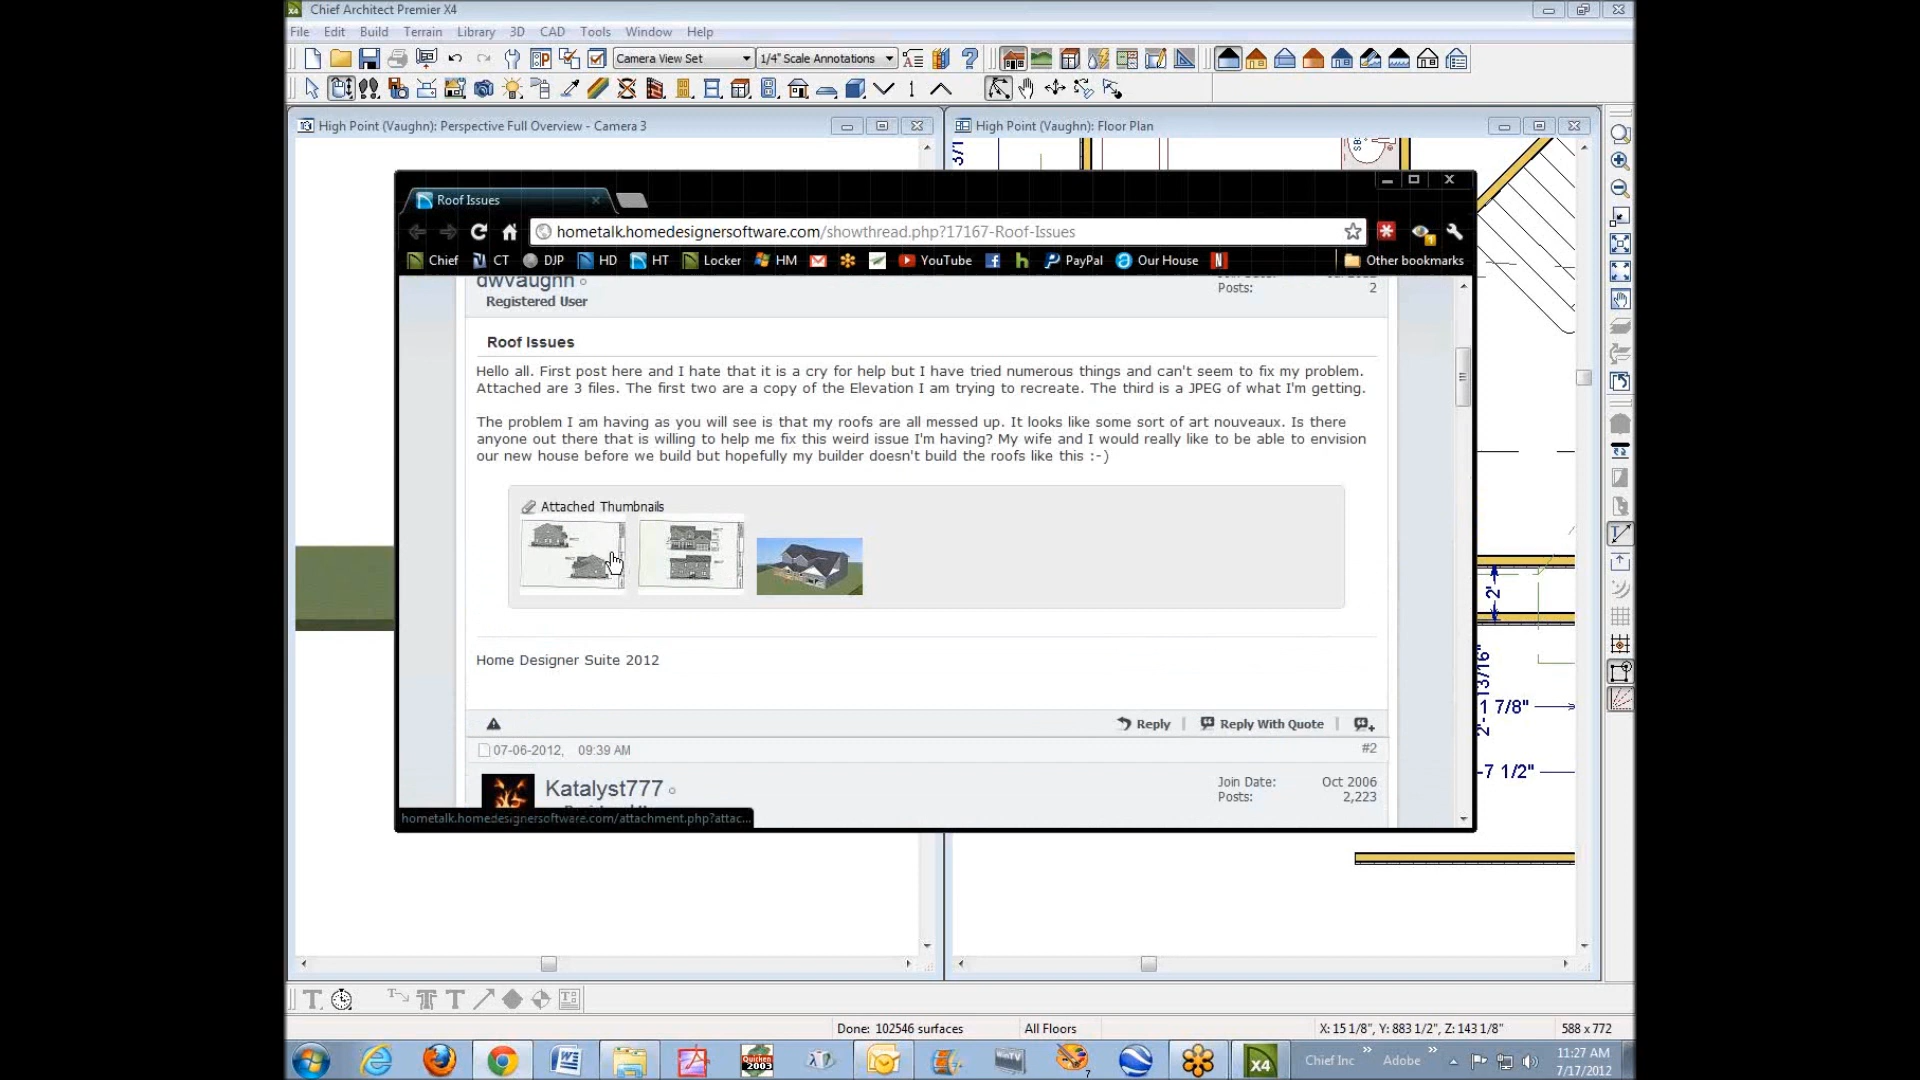 Chief Architect Premier X4
File Edit Build Terrain Library 3D CAD Tools Window Help
Camera View Set 1/4" Scale Annotations
1
High Point (Vaughn): Perspective Full Overview - Camera 3
High Point (Vaughn): Floor Plan
Roof Issues
hometalk.homedesignersoftware.com/showthread.php?17167-Roof-Issues
Chief CT DJP HD HT Locker HM YouTube PayPal Our House Other bookmarks
dwvaughn
Registered User
Posts: 2
Roof Issues
Hello all. First post here and I hate that it is a cry for help but I have tried numerous things and can't seem to fix my problem.
Attached are 3 files. The first two are a copy of the Elevation I am trying to recreate. The third is a JPEG of what I'm getting.
The problem I am having as you will see is that my roofs are all messed up. It looks like some sort of art nouveaux. Is there
anyone out there that is willing to help me fix this weird issue I'm having? My wife and I would really like to be able to envision
our new house before we build but hopefully my builder doesn't build the roofs like this :-)
Attached Thumbnails
Home Designer Suite 2012
Reply Reply With Quote
07-06-2012, 09:39 AM #2
Katalyst777
Join Date: Oct 2006
Posts: 2,223
hometalk.homedesignersoftware.com/attachment.php?attac...
2'
1 7/8"
-7 1/2"
Done: 102546 surfaces All Floors X: 15 1/8", Y: 883 1/2", Z: 143 1/8" 588 x 772
Quicken 2003
X4
Chief Inc Adobe
11:27 AM
7/17/2012